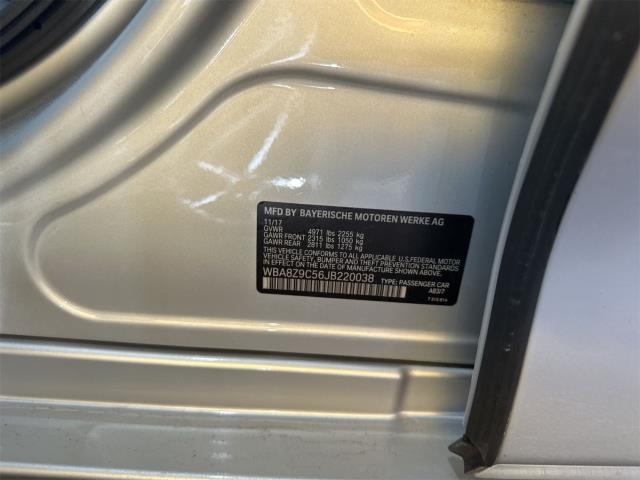 MFD BY BAYERISCHE MOTOREN WERKE AG
11/17
GVWR 4971 lbs 2255 kg
GAWR FRONT 2315 lbs 1050 kg
GAWR REAR 2811 lbs 1275 kg
THIS VEHICLE CONFORMS TO ALL APPLICABLE U.S.FEDERAL MOTOR
VEHICLE SAFETY, BUMPER AND THEFT PREVENTION STANDARDS
IN EFFECT ON THE DATE OF MANUFACTURE SHOWN ABOVE.
WBA8Z9C56JB220038 TYPE: PASSENGER CAR